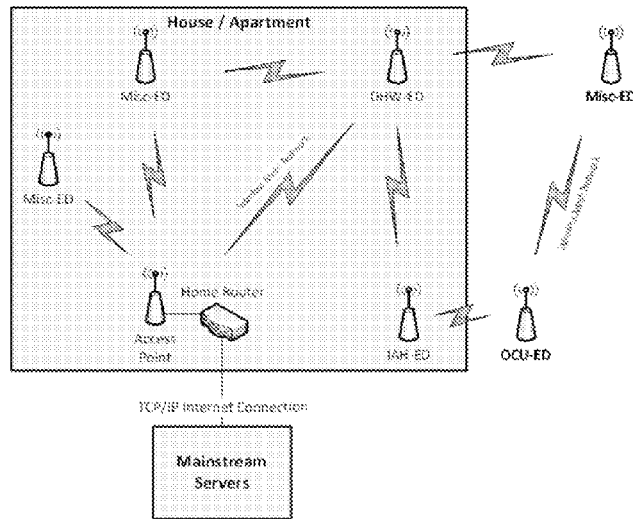 House / Apartment
Misc-ED
DHW-ED
Misc-ED
Misc-ED
Home Router
Access
Point
IAH-ED
OCU-ED
TCP/IP Internet Connection
Mainstream
Servers